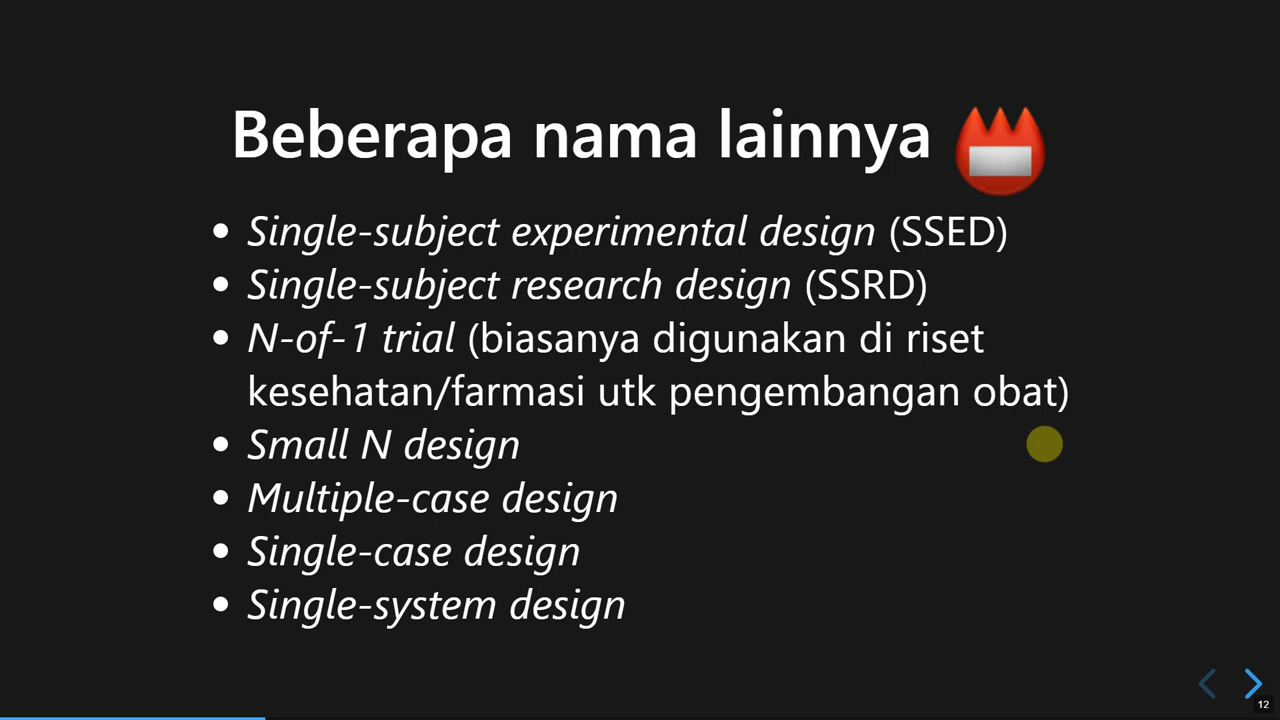 Beberapa nama lainnya
• Single-subject experimental design (SSED)
• Single-subject research design (SSRD)
• N-of-1 trial (biasanya digunakan di riset
kesehatan/farmasi utk pengembangan obat)
• Small N design
• Multiple-case design
• Single-case design
• Single-system design
12